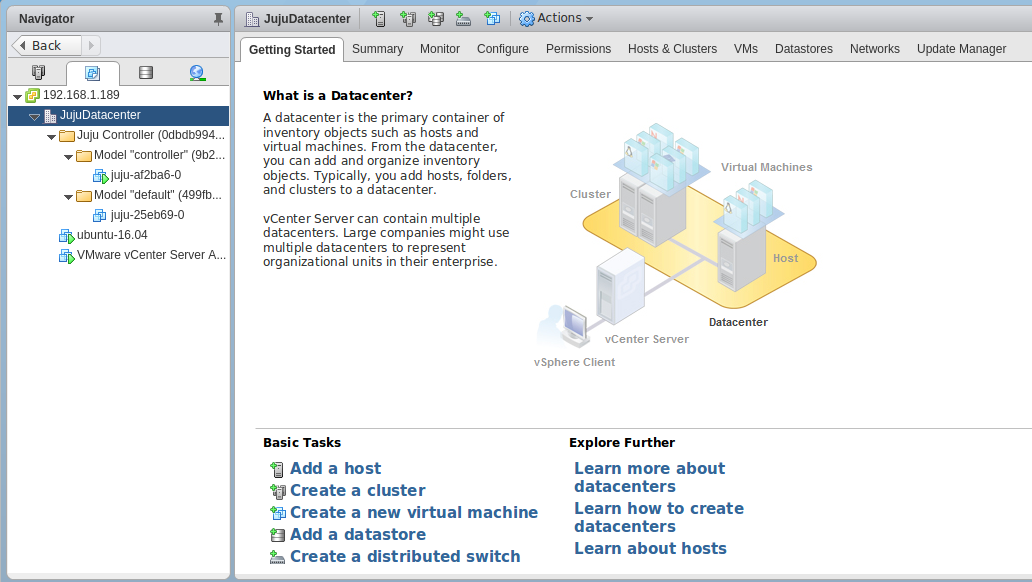 Navigator
Back
192.168.1.189
JujuDatacenter
Juju Controller (0dbdb994...
Model "controller" (9b2...
juju-af2ba6-0
Model "default" (499fb...
juju-25eb69-0
ubuntu-16.04
VMware vCenter Server A...
JujuDatacenter
Actions
Getting Started Summary Monitor Configure Permissions Hosts & Clusters VMs Datastores Networks Update Manager
What is a Datacenter?
A datacenter is the primary container of
inventory objects such as hosts and
virtual machines. From the datacenter,
you can add and organize inventory
objects. Typically, you add hosts, folders,
and clusters to a datacenter.
vCenter Server can contain multiple
datacenters. Large companies might use
multiple datacenters to represent
organizational units in their enterprise.
Virtual Machines
Cluster
Host
Datacenter
vCenter Server
vSphere Client
Basic Tasks
Add a host
Create a cluster
Create a new virtual machine
Add a datastore
Create a distributed switch
Explore Further
Learn more about
datacenters
Learn how to create
datacenters
Learn about hosts